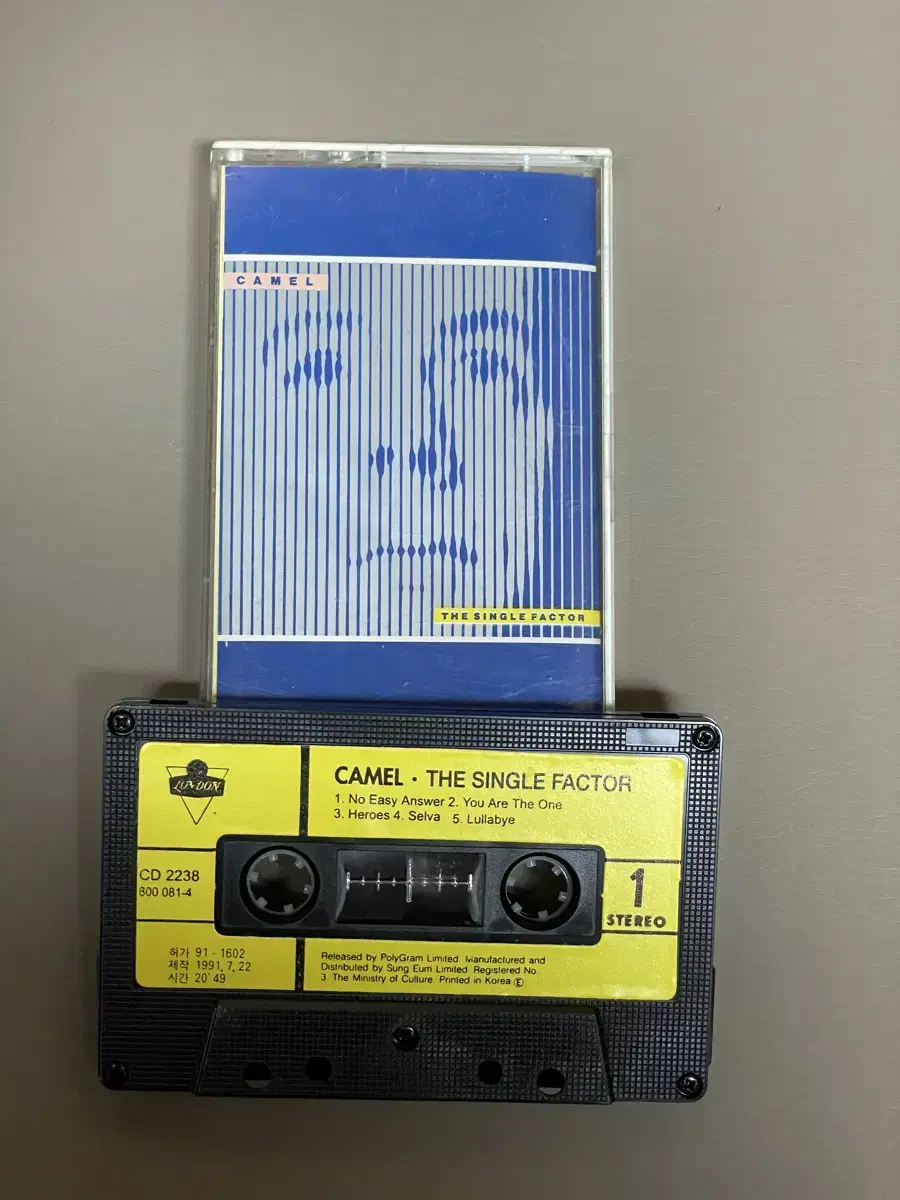 CAMEL
THE SINGLE FACTOR
LONDON
CAMEL · THE SINGLE FACTOR
1. No Easy Answer 2. You Are The One
3. Heroes 4. Selva 5. Lullabye
CD 2238
800 081-4
1
STEREO
허가 91 - 1602
제작 1991. 7. 22
시간 20' 49
Released by PolyGram Limited. Manufactured and
Distributed by Sung Eum Limited. Registered No.
3. The Ministry of Culture. Printed in Korea Ⓔ